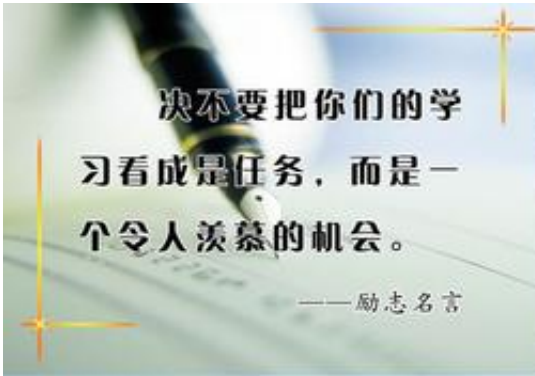 决不要把你们的学
习看成是任务，而是一
个令人羡慕的机会。
——励志名言